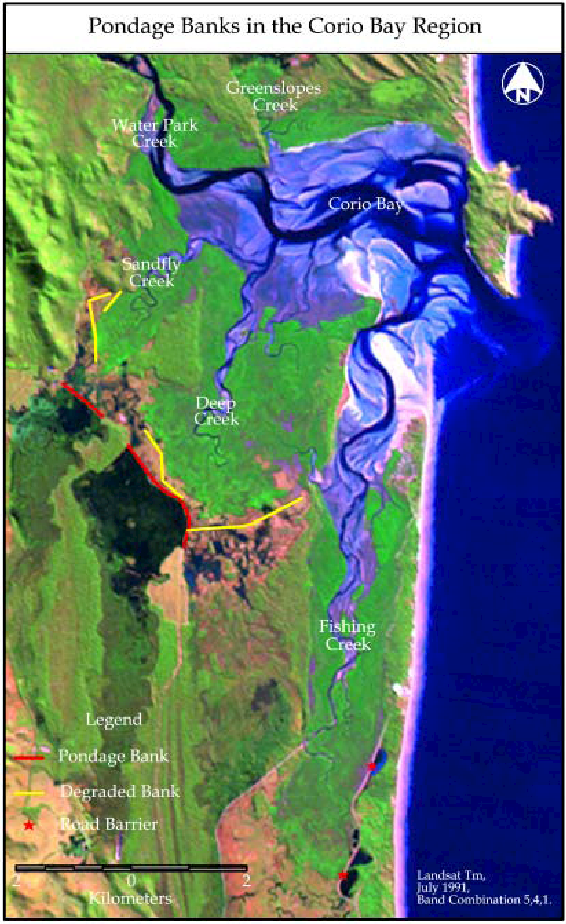 Pondage Banks in the Corio Bay Region
N
Greenslopes
Creek
Water Park
Creek
Corio Bay
Sandfly
Creek
Deep
Creek
Fishing
Creek
Legend
Pondage Bank
Degraded Bank
Road Barrier
2 0 2
Kilometers
Landsat Tm,
July 1991,
Band Combination 5,4,1.